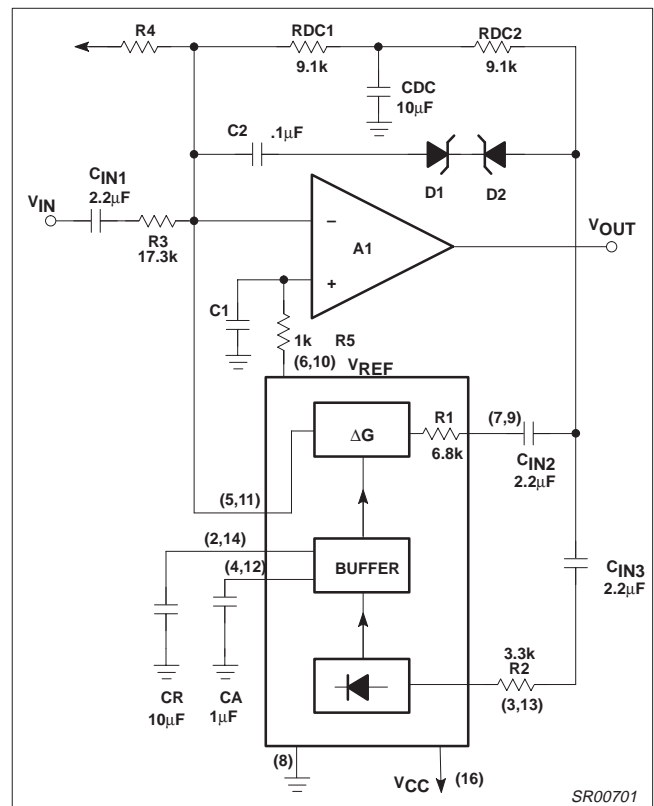 R4
RDC1
RDC2
9.1k
9.1k
CDC
10µF
C2
.1µF
CIN1
2.2µF
VIN
D1
D2
R3
17.3k
−
A1
+
VOUT
C1
1k
R5
(6,10)
VREF
ΔG
R1
6.8k
(7,9)
CIN2
2.2µF
(5,11)
(2,14)
(4,12)
BUFFER
CIN3
2.2µF
3.3k
R2
(3,13)
CR
10µF
CA
1µF
(8)
VCC
(16)
SR00701